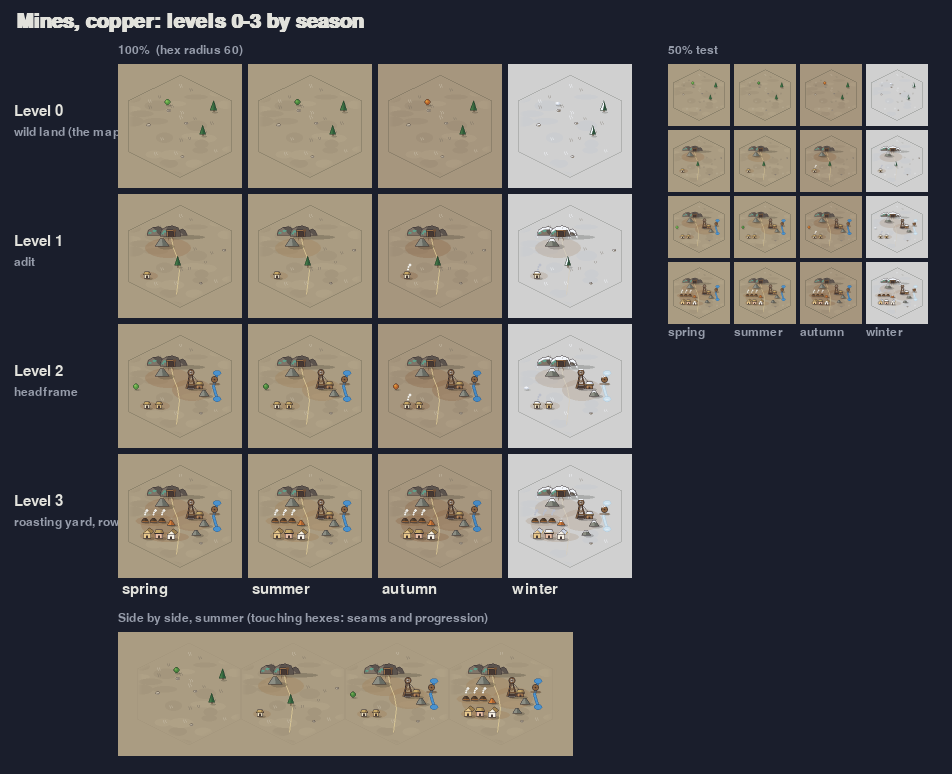 Mines, copper: levels 0-3 by season
100% (hex radius 60)
50% test
Level 0
wild land (the map
Level 1
adit
Level 2
headframe
Level 3
roasting yard, row
spring
summer
autumn
winter
spring
summer
autumn
winter
Side by side, summer (touching hexes: seams and progression)